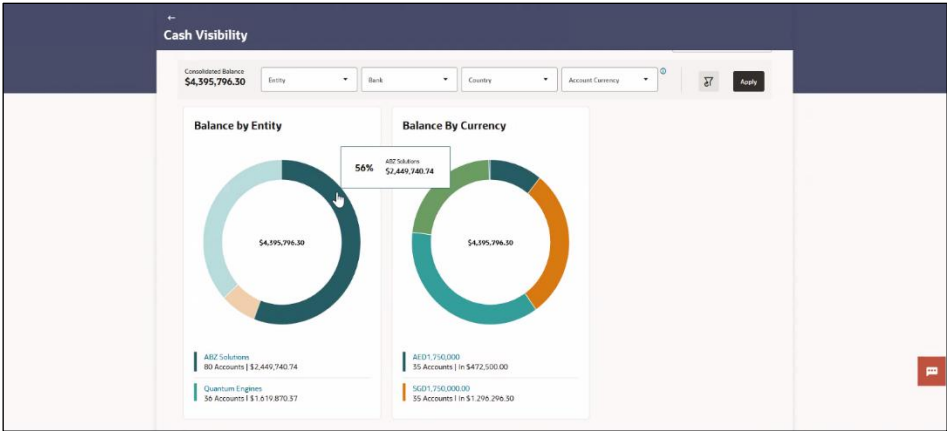 ←
Cash Visibility
Consolidated Balance
$4,395,796.30
Entity
Bank
Country
Account Currency
Apply
Balance by Entity
Balance By Currency
56%
ABZ Solutions
$2,449,740.74
$4,395,796.30
$4,395,796.30
ABZ Solutions
80 Accounts | $2,449,740.74
Quantum Engines
36 Accounts | $1,619,870.37
AED1,750,000
35 Accounts | In $472,500.00
SGD1,750,000.00
35 Accounts | In $1,296,296.30